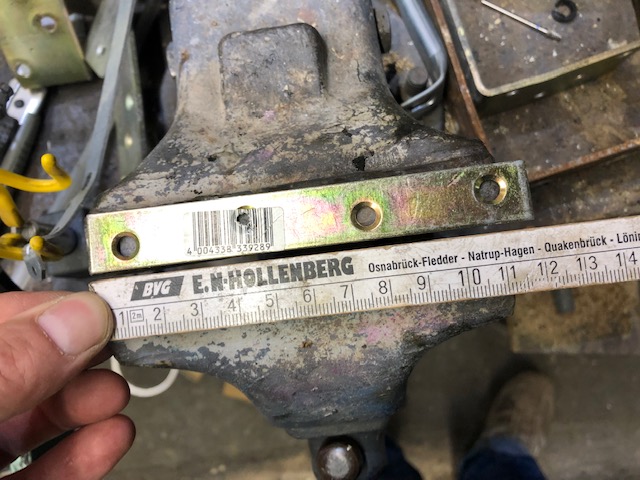 4 004338 339289
BVG E.N.HOLLENBERG Osnabrück-Fledder - Natrup-Hagen - Quakenbrück - Löni
1 2m 2 3 4 5 6 7 8 9 10 11 12 13 14